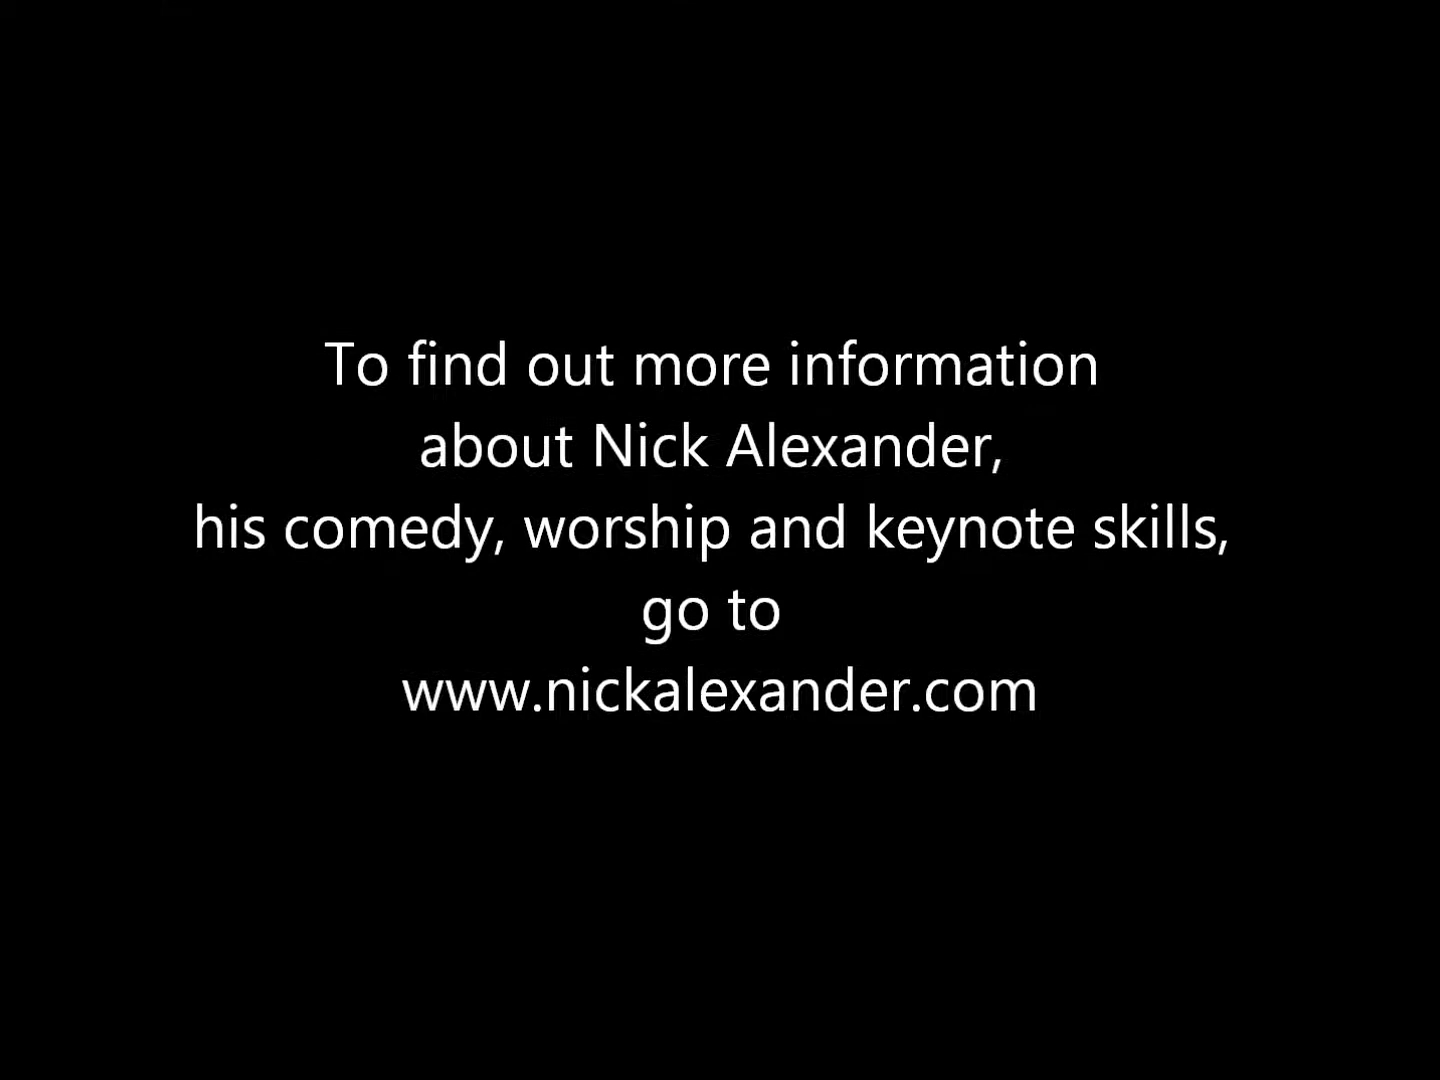 To find out more information
about Nick Alexander,
his comedy, worship and keynote skills,
go to
www.nickalexander.com